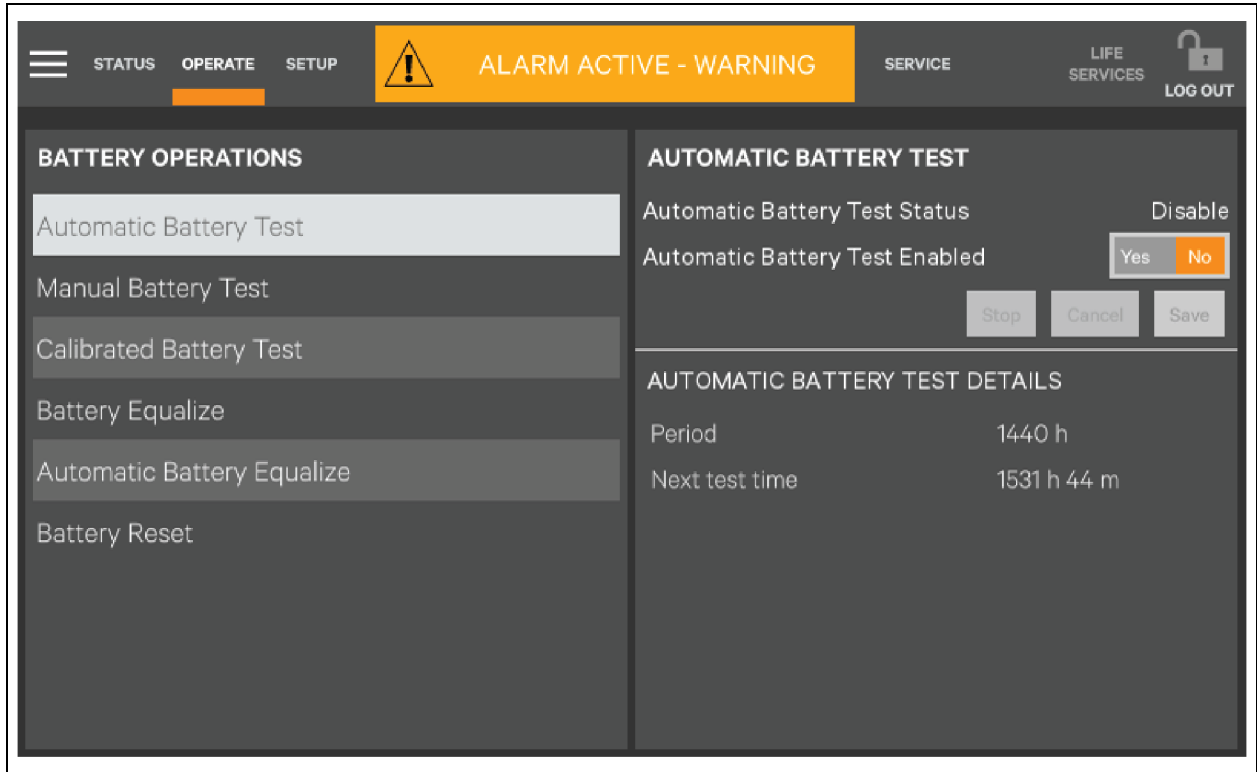 STATUS OPERATE SETUP ALARM ACTIVE - WARNING SERVICE LIFE SERVICES LOG OUT
BATTERY OPERATIONS
Automatic Battery Test
Manual Battery Test
Calibrated Battery Test
Battery Equalize
Automatic Battery Equalize
Battery Reset
AUTOMATIC BATTERY TEST
Automatic Battery Test Status Disable
Automatic Battery Test Enabled Yes No
Stop Cancel Save
AUTOMATIC BATTERY TEST DETAILS
Period 1440 h
Next test time 1531 h 44 m